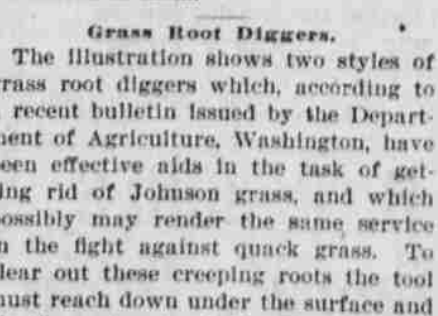 Grass Root Diggers.
The illustration shows two styles of
rass root diggers which, according to
recent bulletin issued by the Depart-
ent of Agriculture, Washington, have
een effective aids in the task of get-
ing rid of Johnson grass, and which
ossibly may render the same service
n the fight against quack grass. To
lear out these creeping roots the tool
ust reach down under the surface and